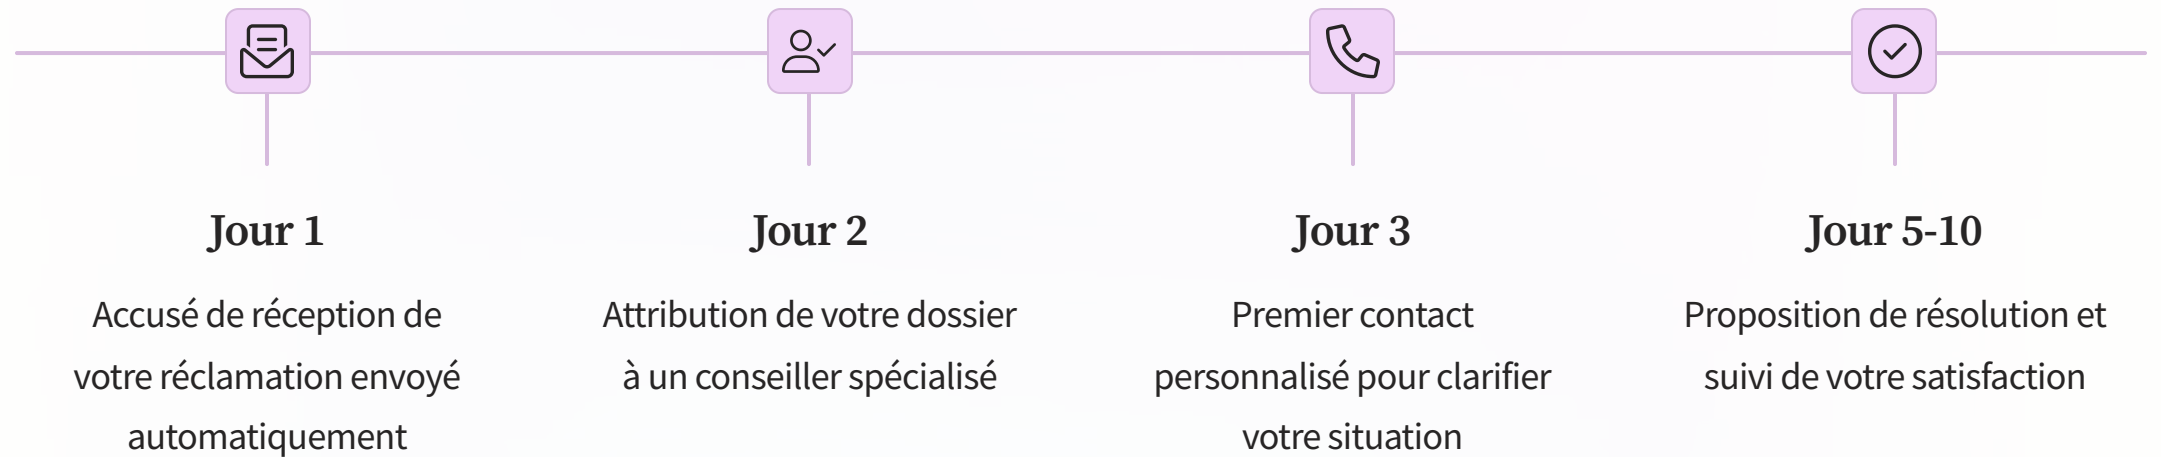 Jour 1
Accusé de réception de
votre réclamation envoyé
automatiquement
Jour 2
Attribution de votre dossier
à un conseiller spécialisé
Jour 3
Premier contact
personnalisé pour clarifier
votre situation
Jour 5-10
Proposition de résolution et
suivi de votre satisfaction